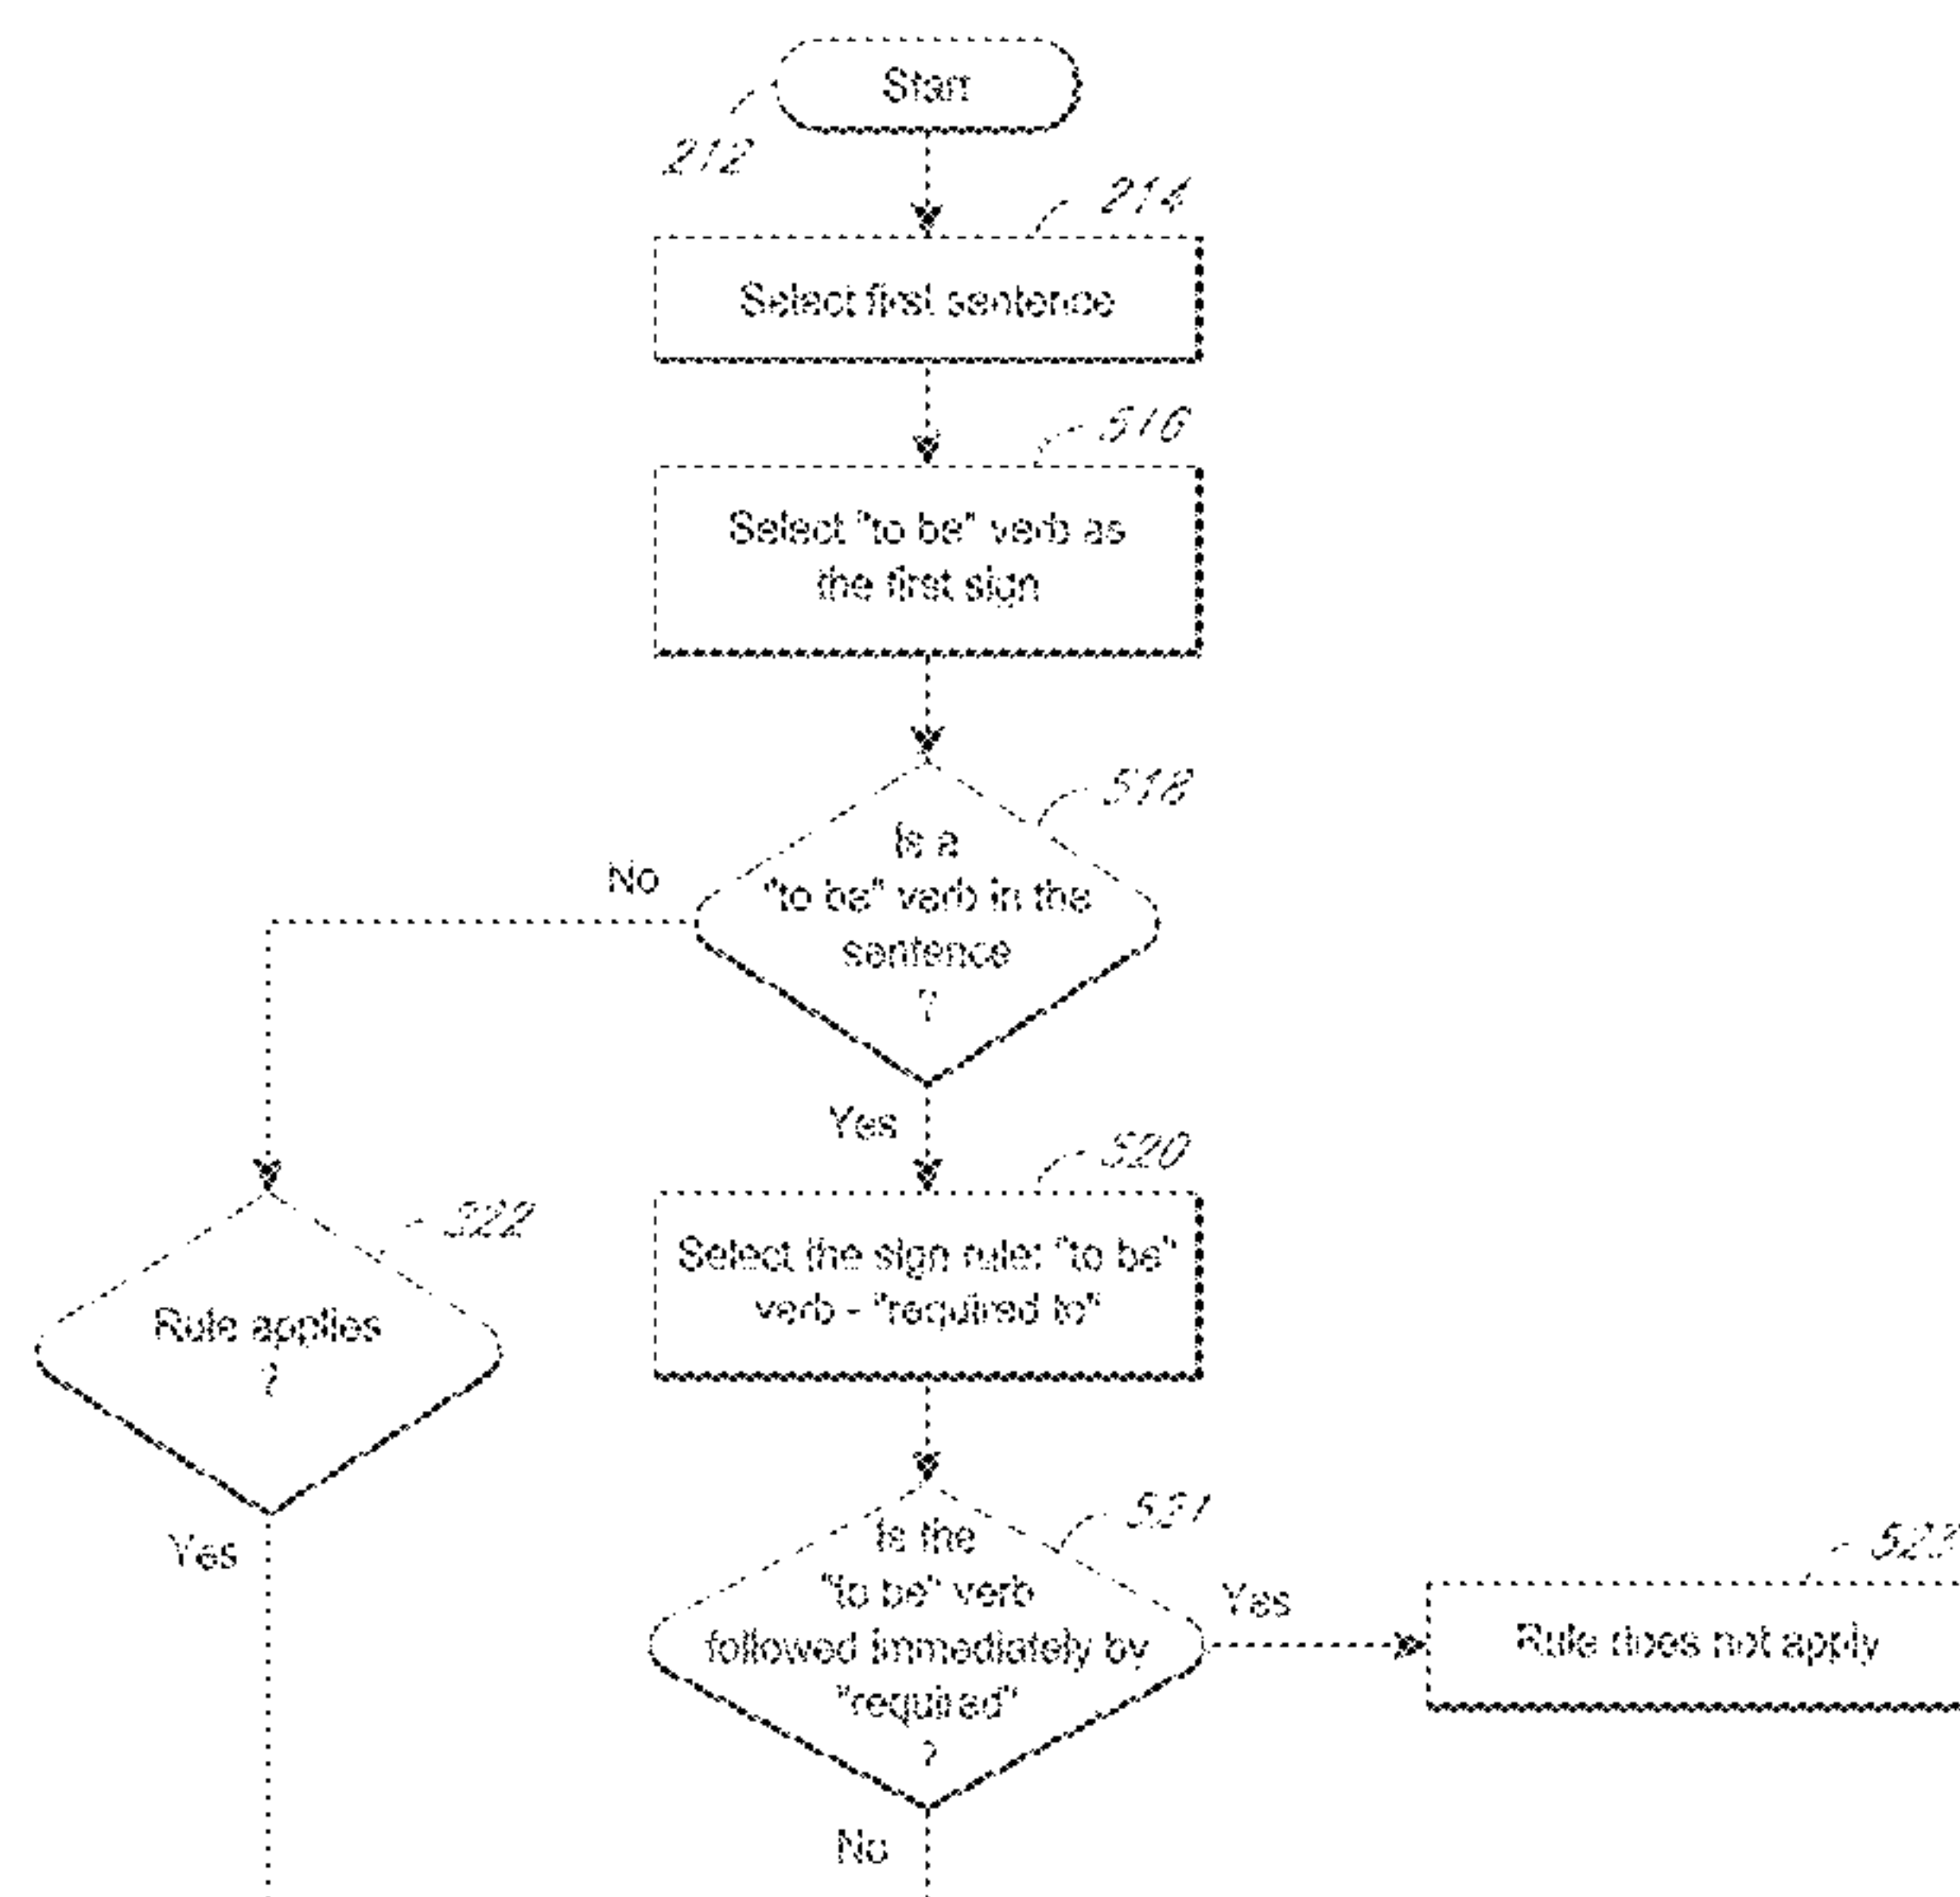 Start
212
214
Select first sentence
516
Select "to be" verb as
the first sign
518
Is a
"to be" verb in the
sentence
?
No
Yes
520
522
Select the sign rule: "to be"
verb - "required to"
Rule applies
?
531
Is the
"to be" verb
followed immediately by
"required"
?
Yes
Yes
Rule does not apply
No